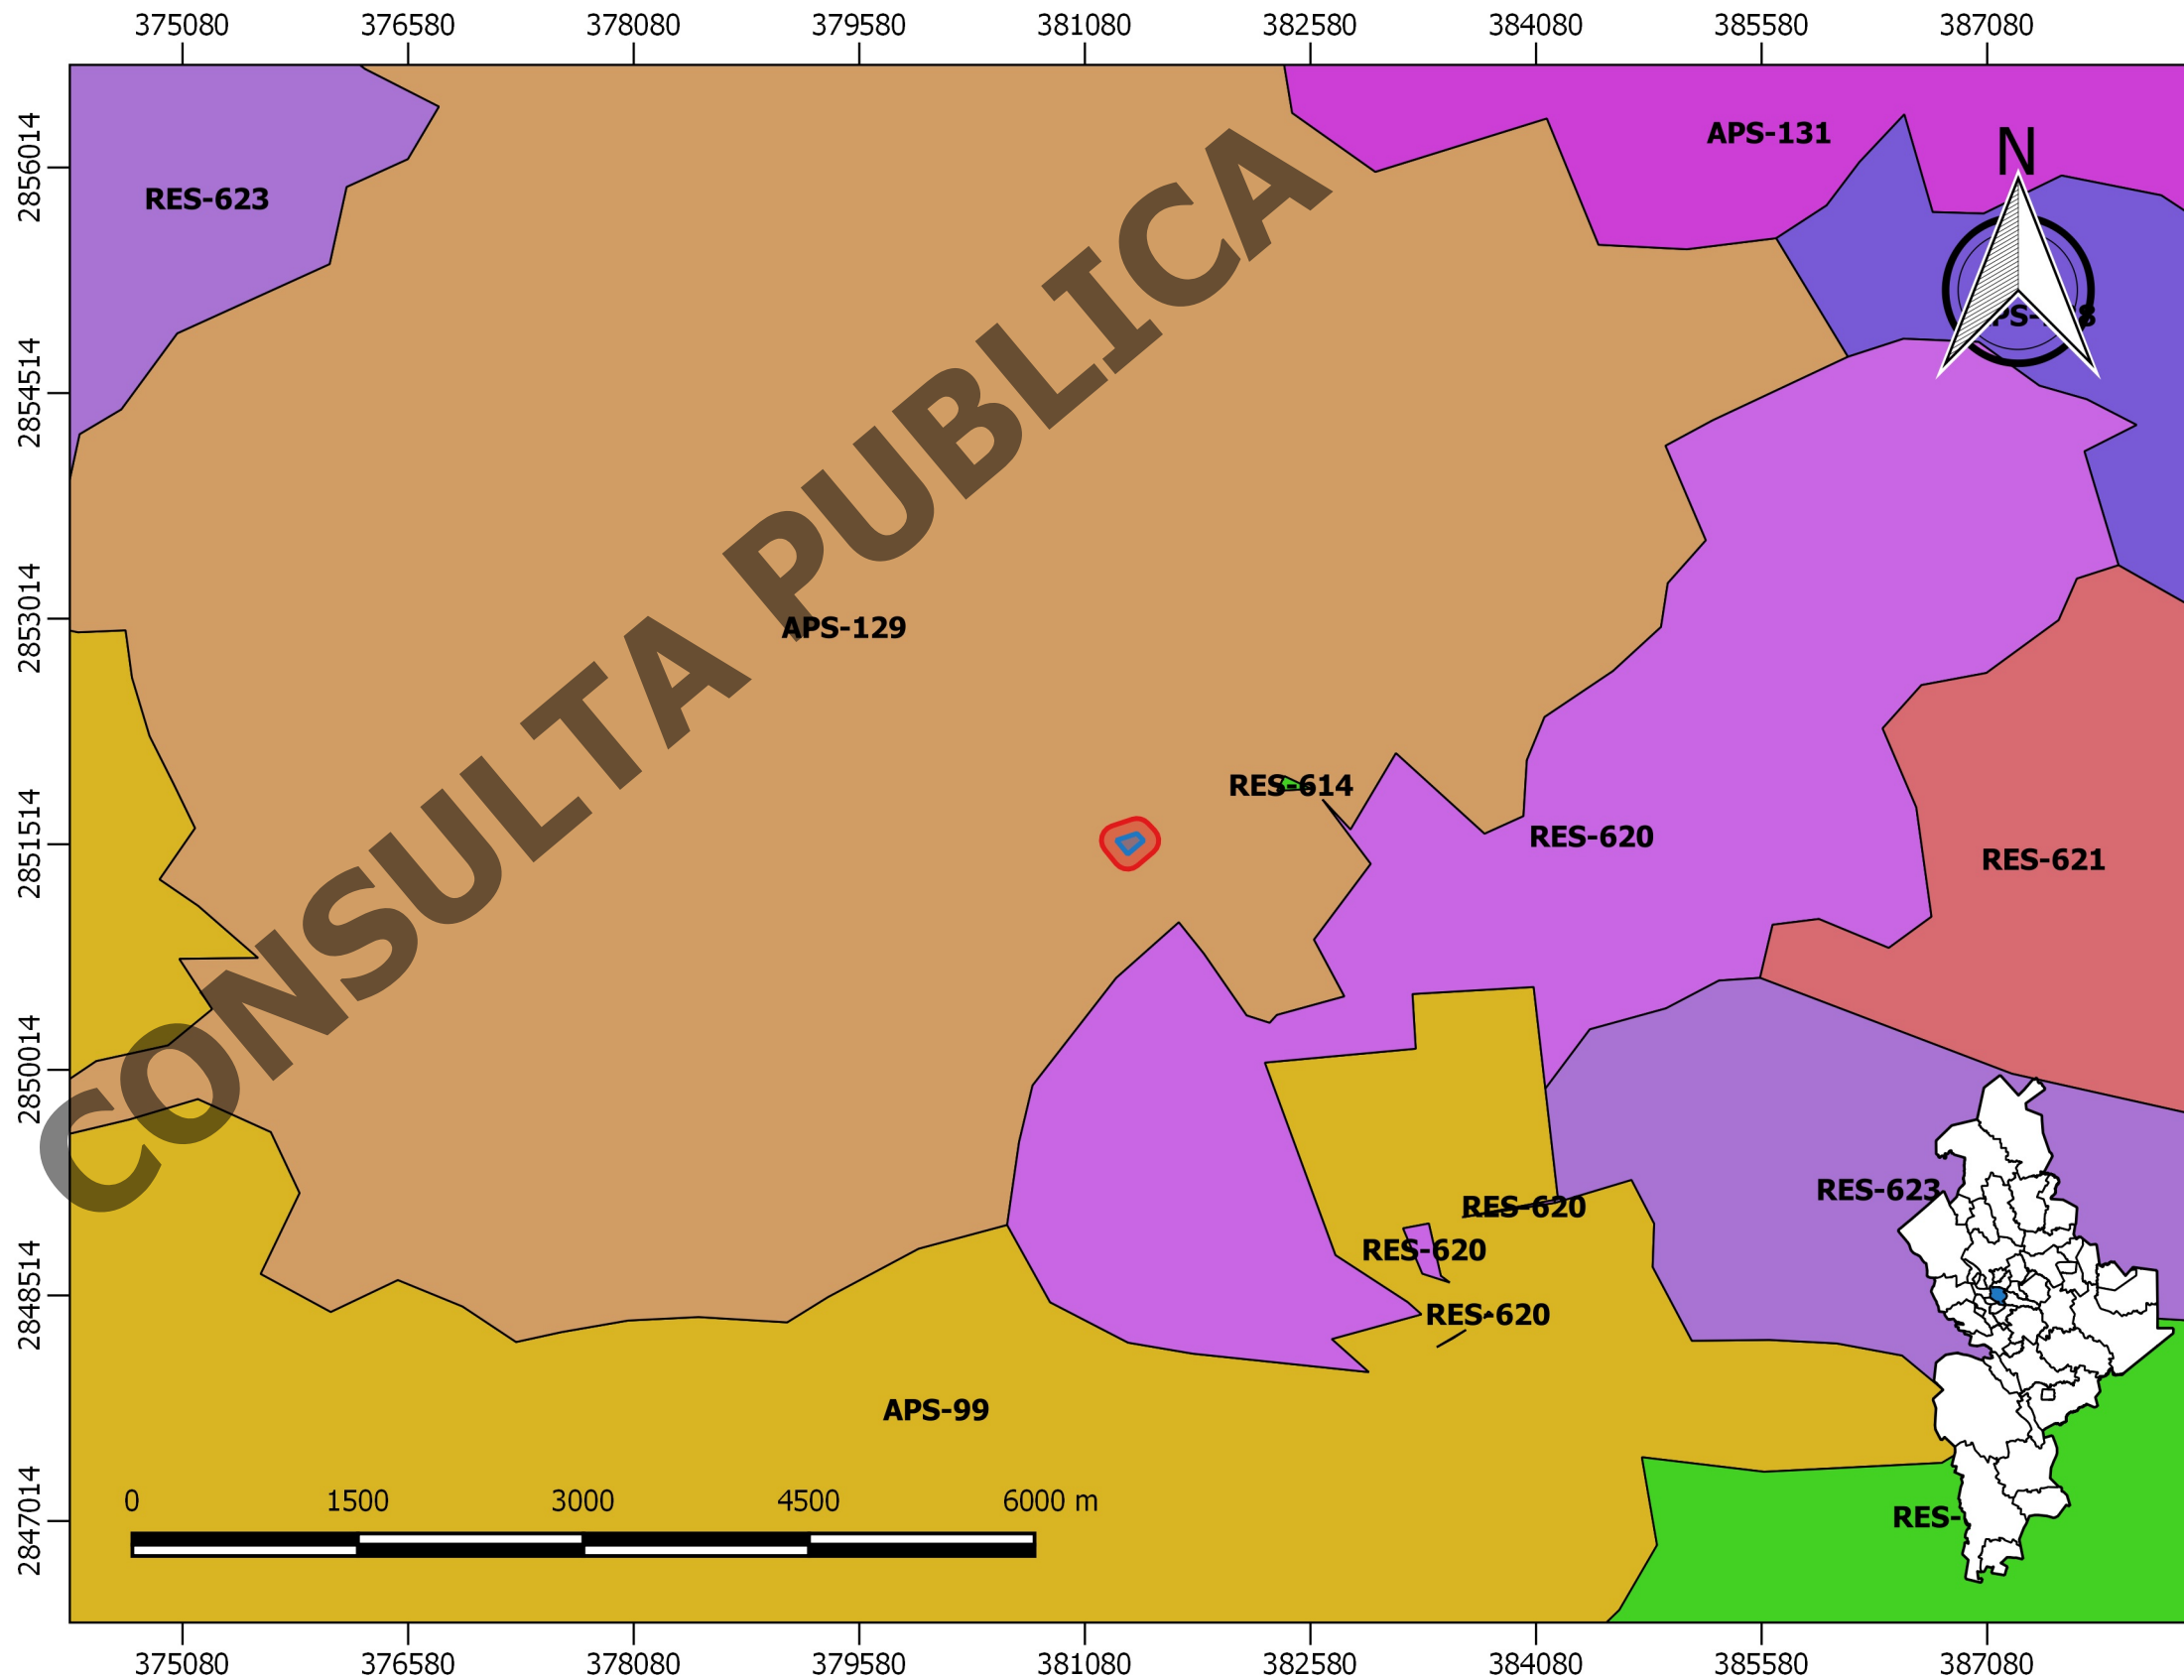 375080 376580 378080 379580 381080 382580 384080 385580 387080
2856014
2854514
2853014
2851514
2850014
2848514
2847014
APS-131
N
RES-623
CONSULTA PUBLICA
APS-129
RES-614
RES-620
RES-621
RES-623
RES-620
RES-620
RES-620
APS-99
0 1500 3000 4500 6000 m
RES-
375080 376580 378080 379580 381080 382580 384080 385580 387080